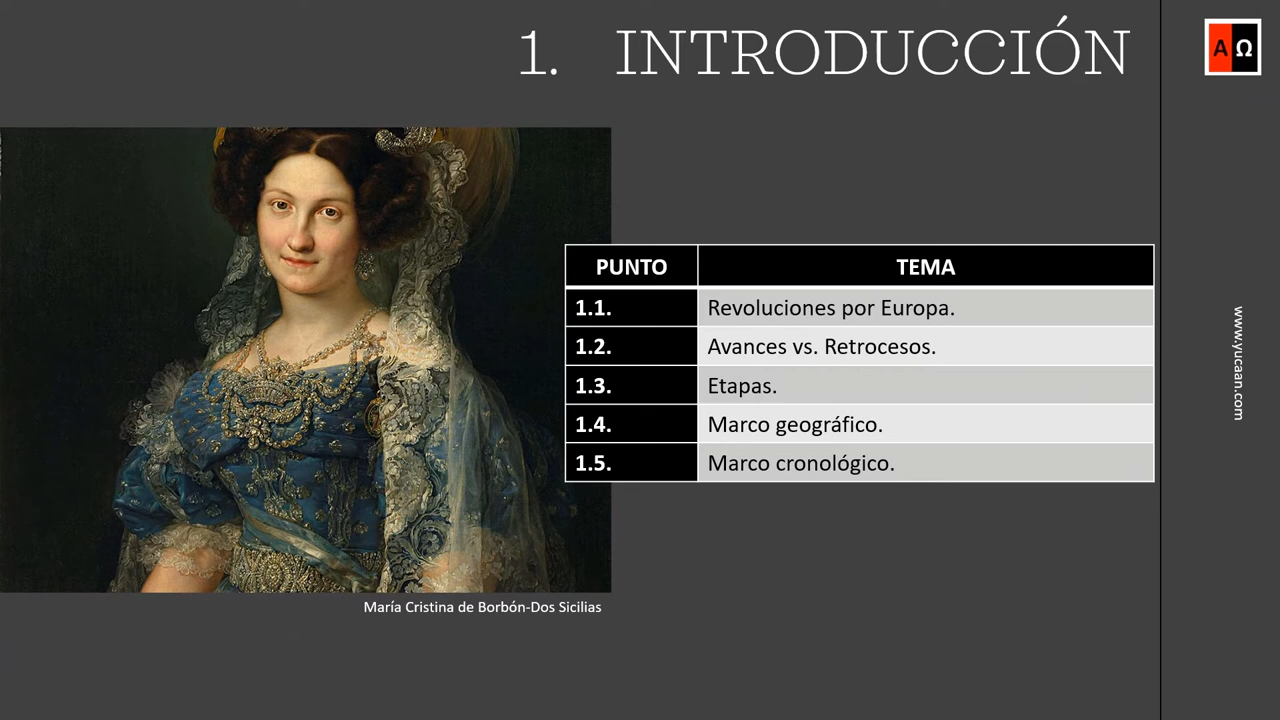 1. INTRODUCCIÓN
A Ω
PUNTO TEMA
1.1. Revoluciones por Europa.
1.2. Avances vs. Retrocesos.
1.3. Etapas.
1.4. Marco geográfico.
1.5. Marco cronológico.
María Cristina de Borbón-Dos Sicilias
www.yucaan.com